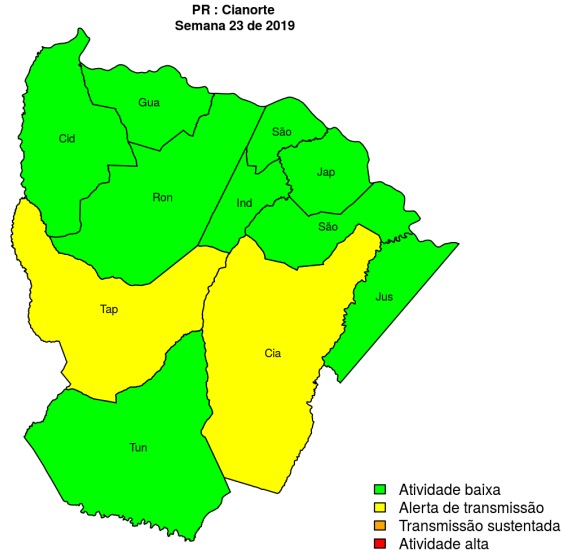 PR : Cianorte
Semana 23 de 2019
Gua
Cid
São
Jap
Ron
Ind
São
Jus
Tap
Cia
Tun
Atividade baixa
Alerta de transmissão
Transmissão sustentada
Atividade alta